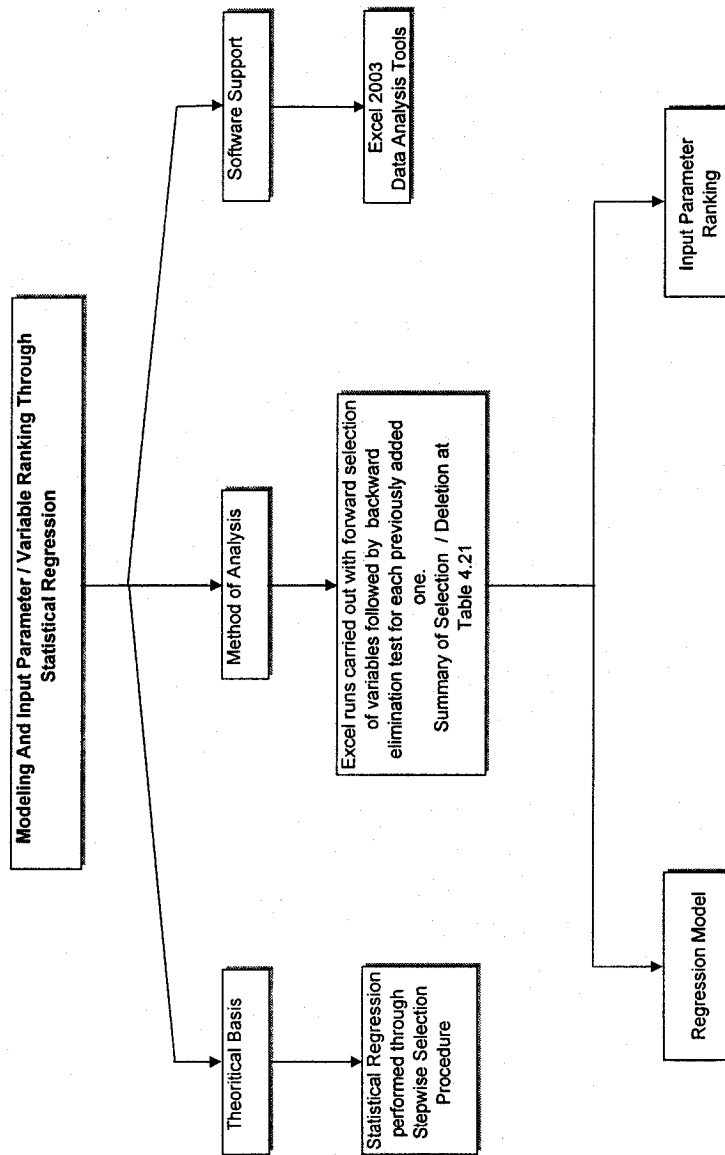 Modeling And Input Parameter / Variable Ranking Through
Statistical Regression
Theoritical Basis
Method of Analysis
Software Support
Statistical Regression
performed through
Stepwise Selection
Procedure
Excel runs carried out with forward selection
of variables followed by backward
elimination test for each previously added
one.
Summary of Selection / Deletion at
Table 4.21
Excel 2003
Data Analysis Tools
Regression Model
Input Parameter
Ranking